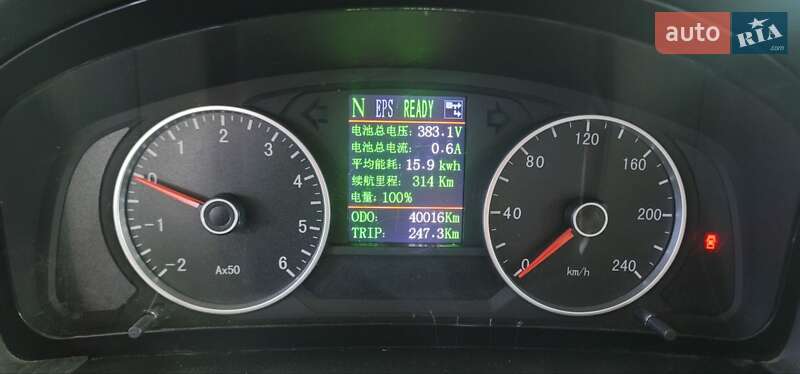 auto RIA
.com
N EPS READY
电池总电压: 383.1V
电池总电流: 0.6A
平均能耗: 15.9 kwh
续航里程: 314 Km
电量: 100%
ODO: 40016Km
TRIP: 247.3Km
-2 -1 0 1 2 3 4 5 6
Ax50
0 40 80 120 160 200 240
km/h